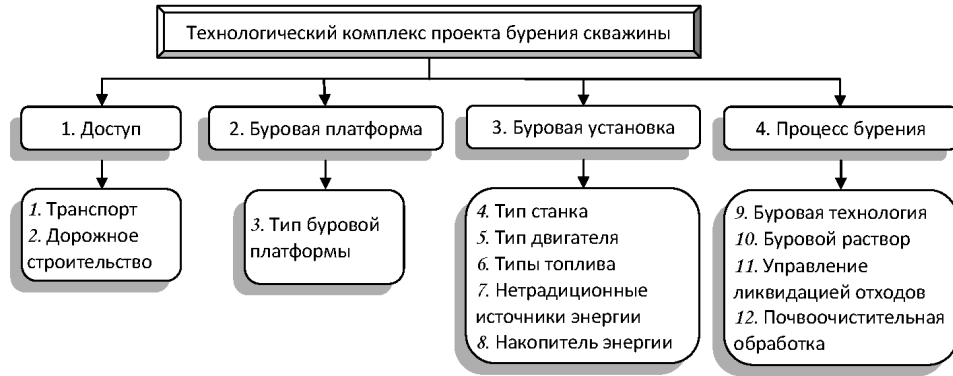 Технологический комплекс проекта бурения скважины
1. Доступ
2. Буровая платформа
3. Буровая установка
4. Процесс бурения
1. Транспорт
2. Дорожное
строительство
3. Тип буровой
платформы
4. Тип станка
5. Тип двигателя
6. Типы топлива
7. Нетрадиционные
источники энергии
8. Накопитель энергии
9. Буровая технология
10. Буровой раствор
11. Управление
ликвидацией отходов
12. Почвоочистительная
обработка